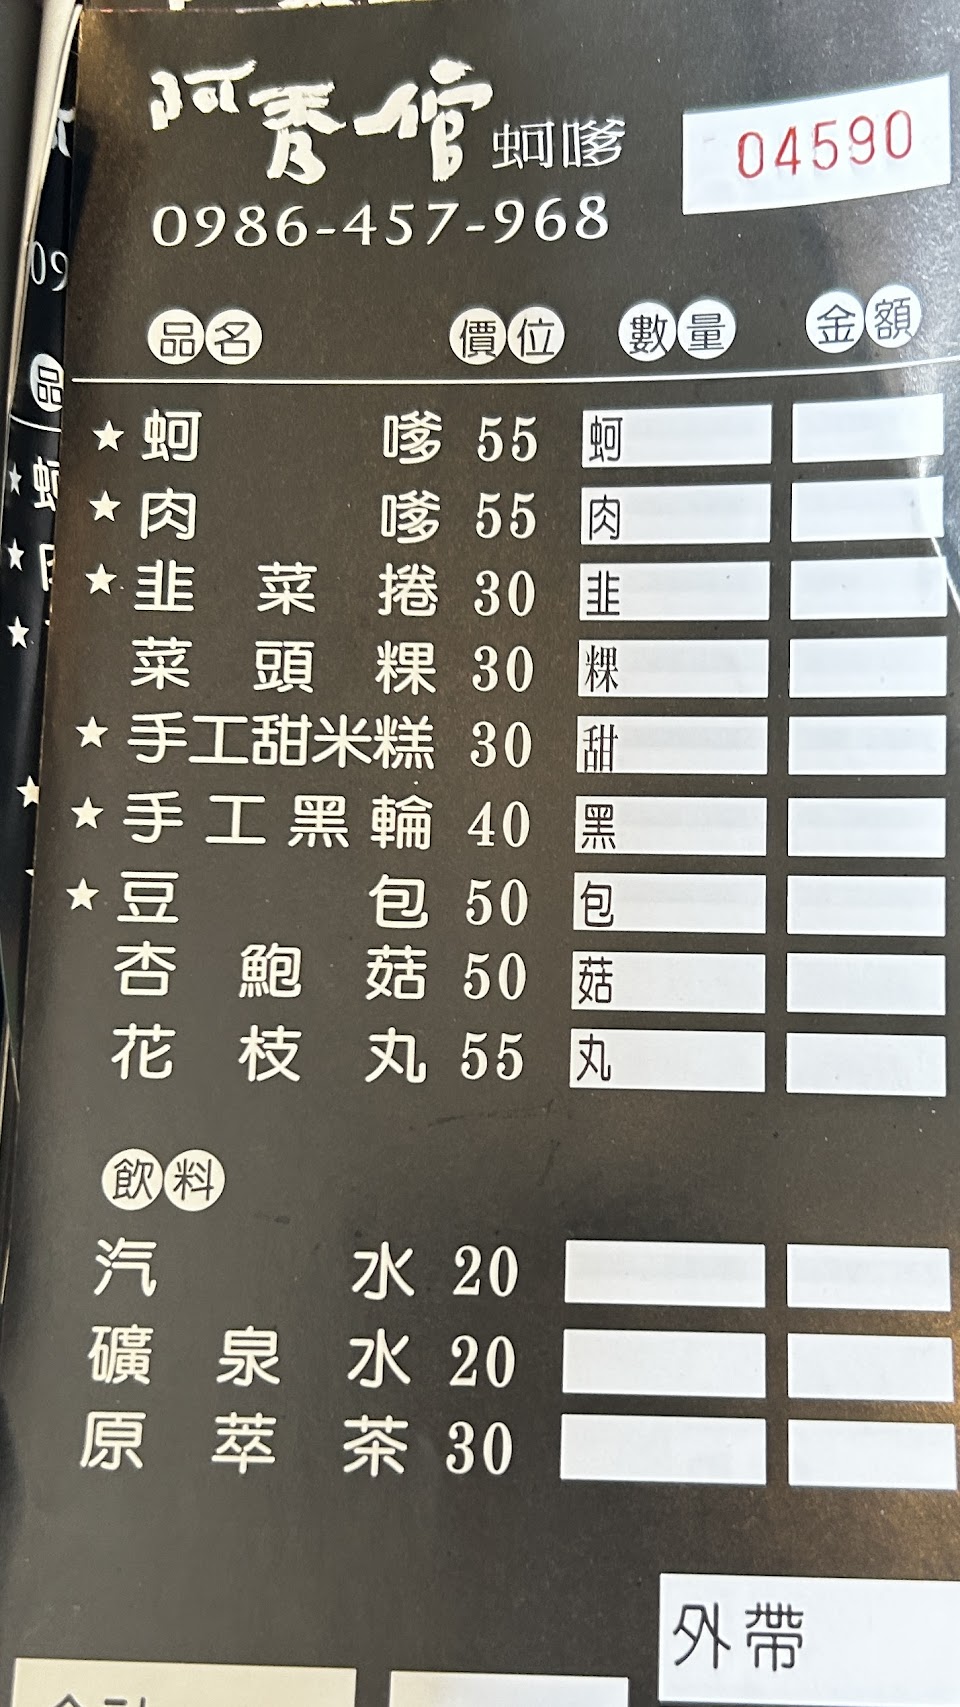 阿秀倌 蚵嗲
04590
0986-457-968
品名 價位 數量 金額
★蚵嗲 55 蚵
★肉嗲 55 肉
★韭菜捲 30 韭
菜頭粿 30 粿
★手工甜米糕 30 甜
★手工黑輪 40 黑
★豆包 50 包
杏鮑菇 50 菇
花枝丸 55 丸
飲料
汽水 20
礦泉水 20
原萃茶 30
外帶